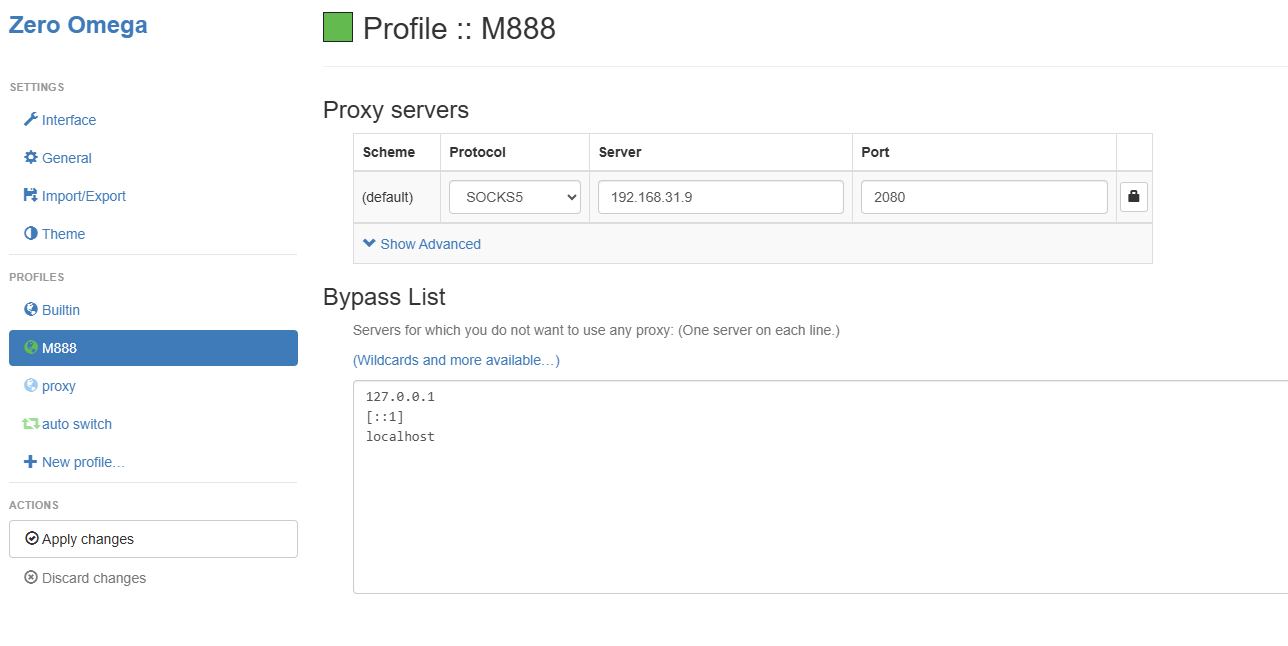 Zero Omega
SETTINGS
Interface
General
Import/Export
Theme
PROFILES
Builtin
M888
proxy
auto switch
New profile…
ACTIONS
Apply changes
Discard changes
Profile :: M888
Proxy servers
Scheme Protocol Server Port
(default) SOCKS5 192.168.31.9 2080
Show Advanced
Bypass List
Servers for which you do not want to use any proxy: (One server on each line.)
(Wildcards and more available…)
127.0.0.1
[::1]
localhost